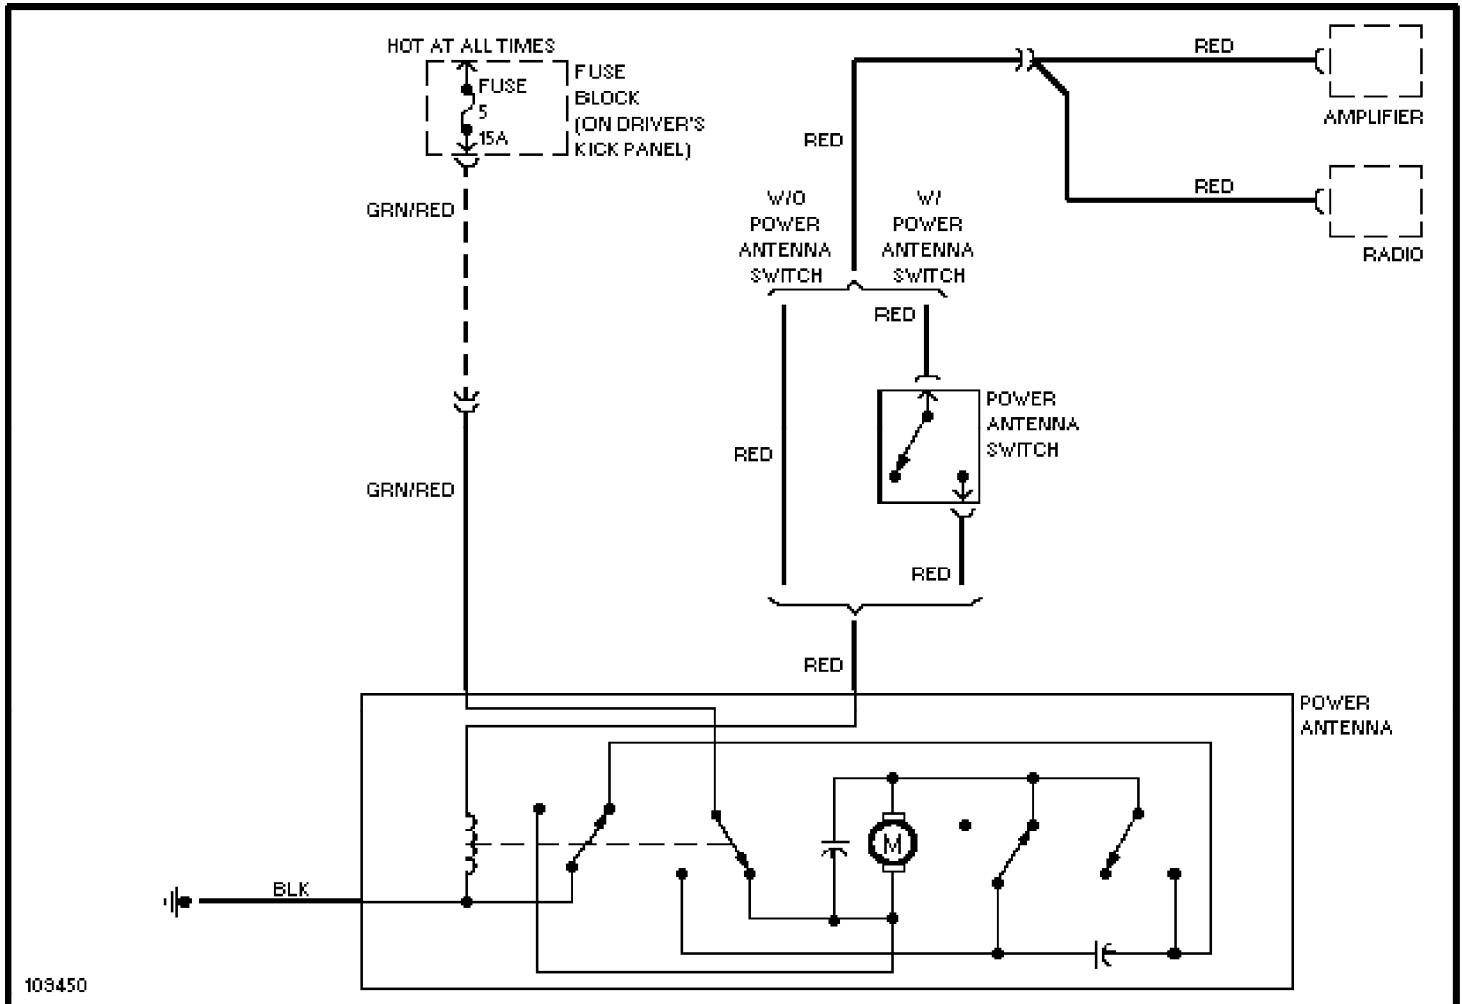 HOT AT ALL TIMES
FUSE
5
15A
FUSE
BLOCK
(ON DRIVER'S
KICK PANEL)
GRN/RED
GRN/RED
RED
RED
AMPLIFIER
RED
RADIO
W/O
POWER
ANTENNA
SWITCH
W/
POWER
ANTENNA
SWITCH
RED
RED
POWER
ANTENNA
SWITCH
RED
RED
POWER
ANTENNA
M
BLK
109450